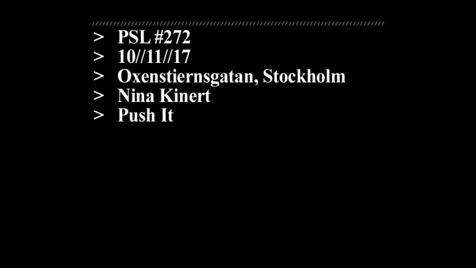 > PSL #272
> 10//11//17
> Oxenstiernsgatan, Stockholm
> Nina Kinert
> Push It